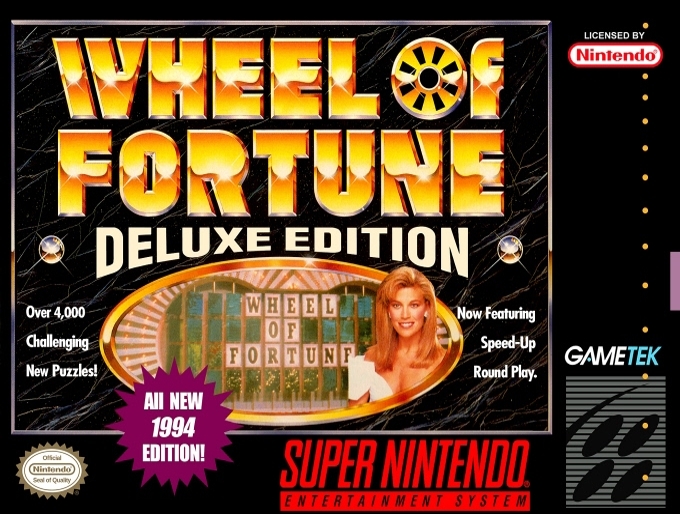 LICENSED BY
Nintendo®
WHEEL OF
FORTUNE
DELUXE EDITION
Over 4,000
Challenging
New Puzzles!
WHEEL
OF
FORTUNE
Now Featuring
Speed-Up
Round Play.
GAMETEK
All NEW
1994
EDITION!
Official
Nintendo
Seal of Quality
SUPER NINTENDO®
ENTERTAINMENT SYSTEM